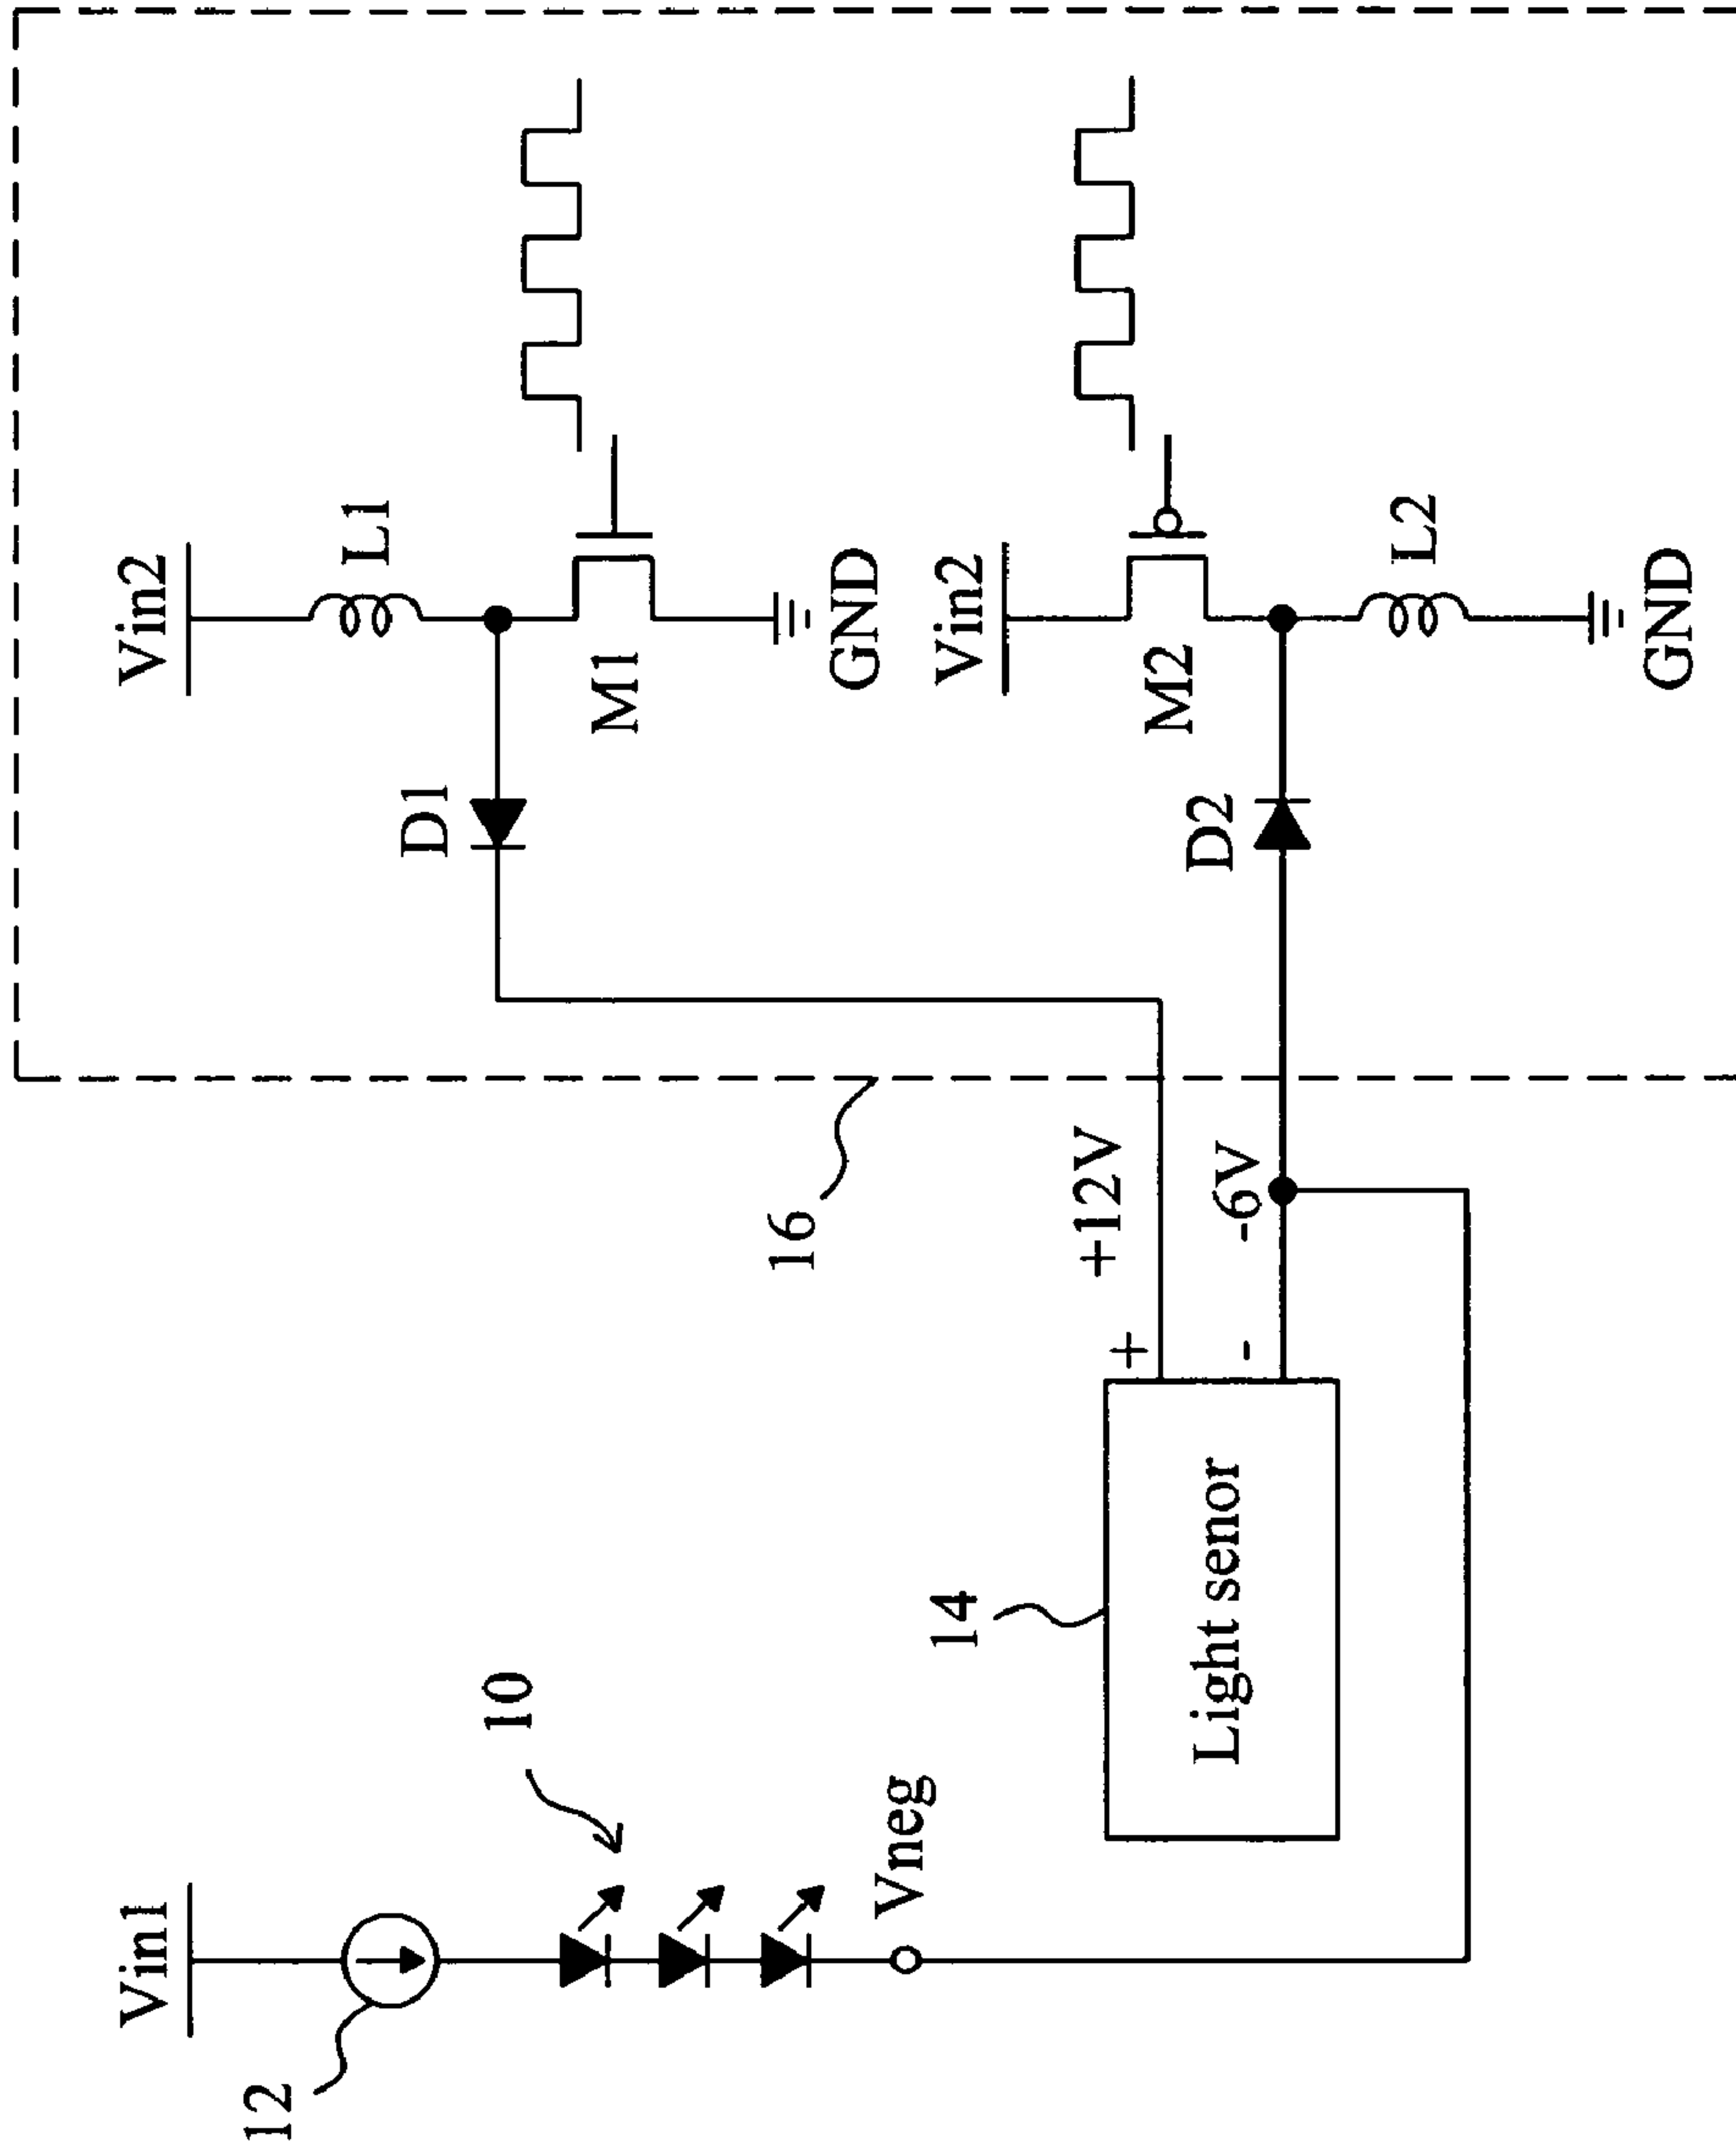 Vin1
Vin2
12
L1
D1
10
M1
16
GND
Vneg
14
Vin2
+12V
+
M2
D2
Light senor
-
-6V
L2
GND